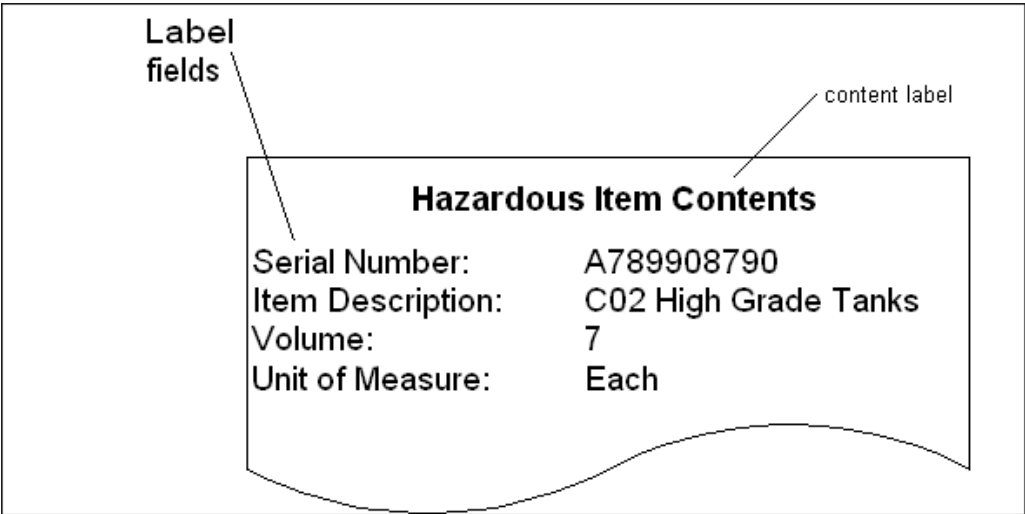 Label
fields
content label
Hazardous Item Contents
Serial Number: A789908790
Item Description: C02 High Grade Tanks
Volume: 7
Unit of Measure: Each